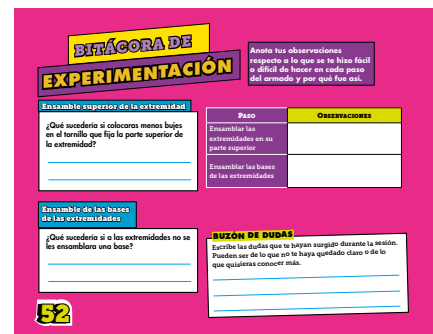 BITÁCORA DE
EXPERIMENTACIÓN
Anota tus observaciones
respecto a lo que se te hizo fácil
o difícil de hacer en cada paso
del armado y por qué fue así.
Ensamble superior de la extremidad
¿Qué sucedería si colocaras menos bujes
en el tornillo que fija la parte superior de
la extremidad?
Paso
Observaciones
Ensamblar las
extremidades en su
parte superior
Ensamblar las bases
de las extremidades
Ensamble de las bases
de las extremidades
¿Qué sucedería si a las extremidades no se
les ensamblara una base?
BUZÓN DE DUDAS
Escribe las dudas que te hayan surgido durante la sesión.
Pueden ser de lo que no te haya quedado claro o de lo
que quisieras conocer más.
52